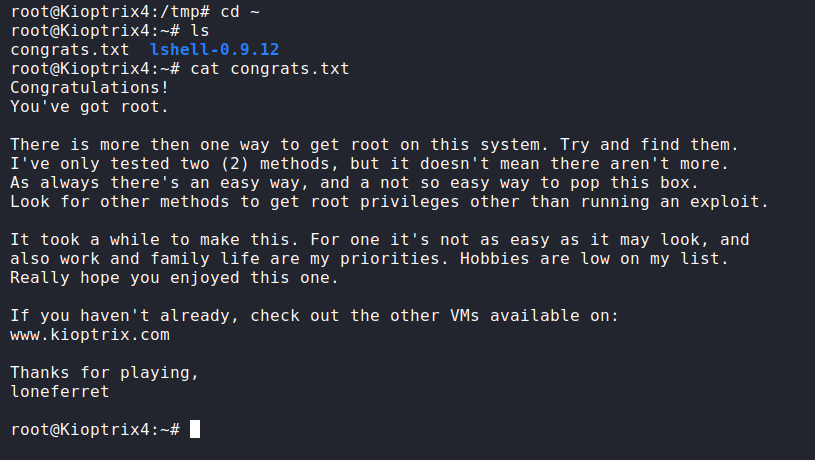 root@Kioptrix4:/tmp# cd ~
root@Kioptrix4:~# ls
congrats.txt  lshell-0.9.12
root@Kioptrix4:~# cat congrats.txt
Congratulations!
You've got root.

There is more then one way to get root on this system. Try and find them.
I've only tested two (2) methods, but it doesn't mean there aren't more.
As always there's an easy way, and a not so easy way to pop this box.
Look for other methods to get root privileges other than running an exploit.

It took a while to make this. For one it's not as easy as it may look, and
also work and family life are my priorities. Hobbies are low on my list.
Really hope you enjoyed this one.

If you haven't already, check out the other VMs available on:
www.kioptrix.com

Thanks for playing,
loneferret

root@Kioptrix4:~#